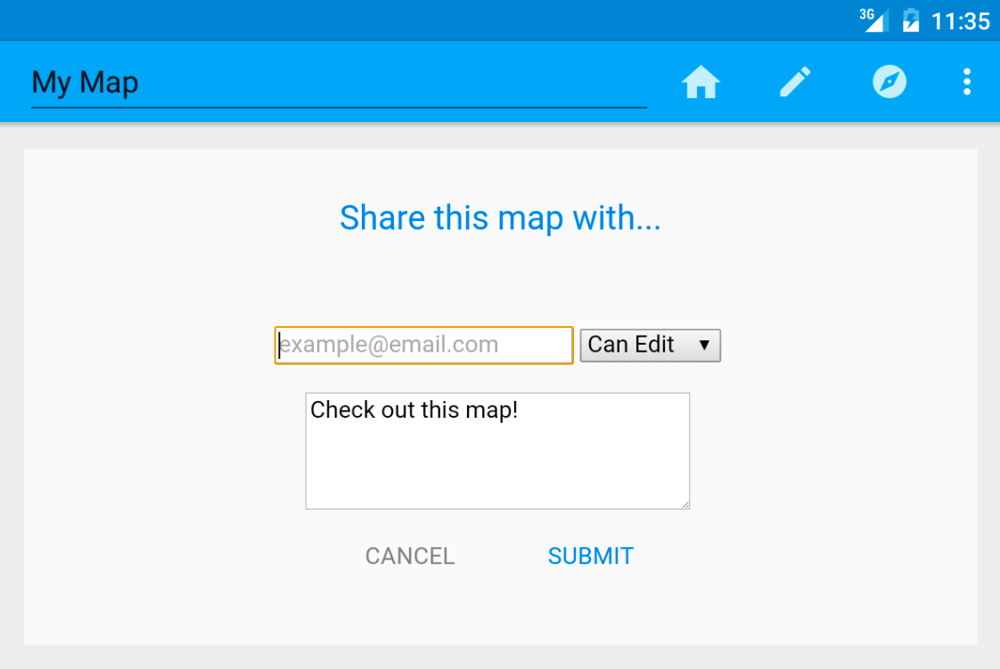 3G 11:35
My Map
Share this map with...
example@email.com Can Edit
Check out this map!
CANCEL SUBMIT